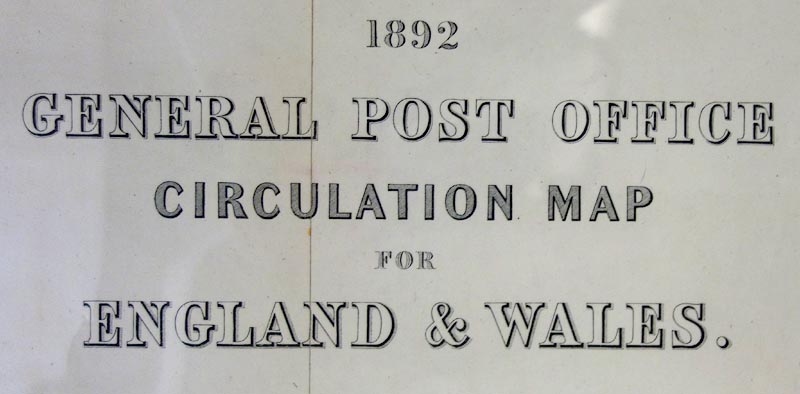 1892
GENERAL POST OFFICE
CIRCULATION MAP
FOR
ENGLAND & WALES.